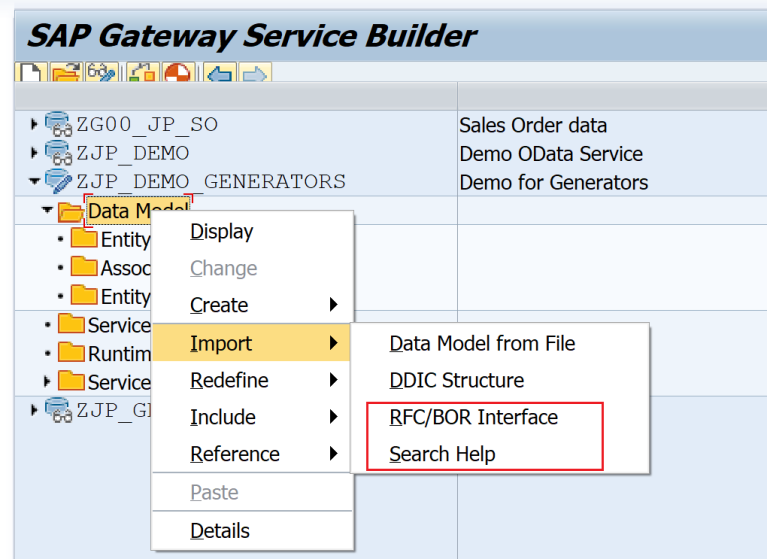 SAP Gateway Service Builder
ZG00_JP_SO Sales Order data
ZJP_DEMO Demo OData Service
ZJP_DEMO_GENERATORS Demo for Generators
Data Model
Entity
Assoc
Entity
Service
Runtim
Service
ZJP_G
Display
Change
Create
Import
Redefine
Include
Reference
Paste
Details
Data Model from File
DDIC Structure
RFC/BOR Interface
Search Help